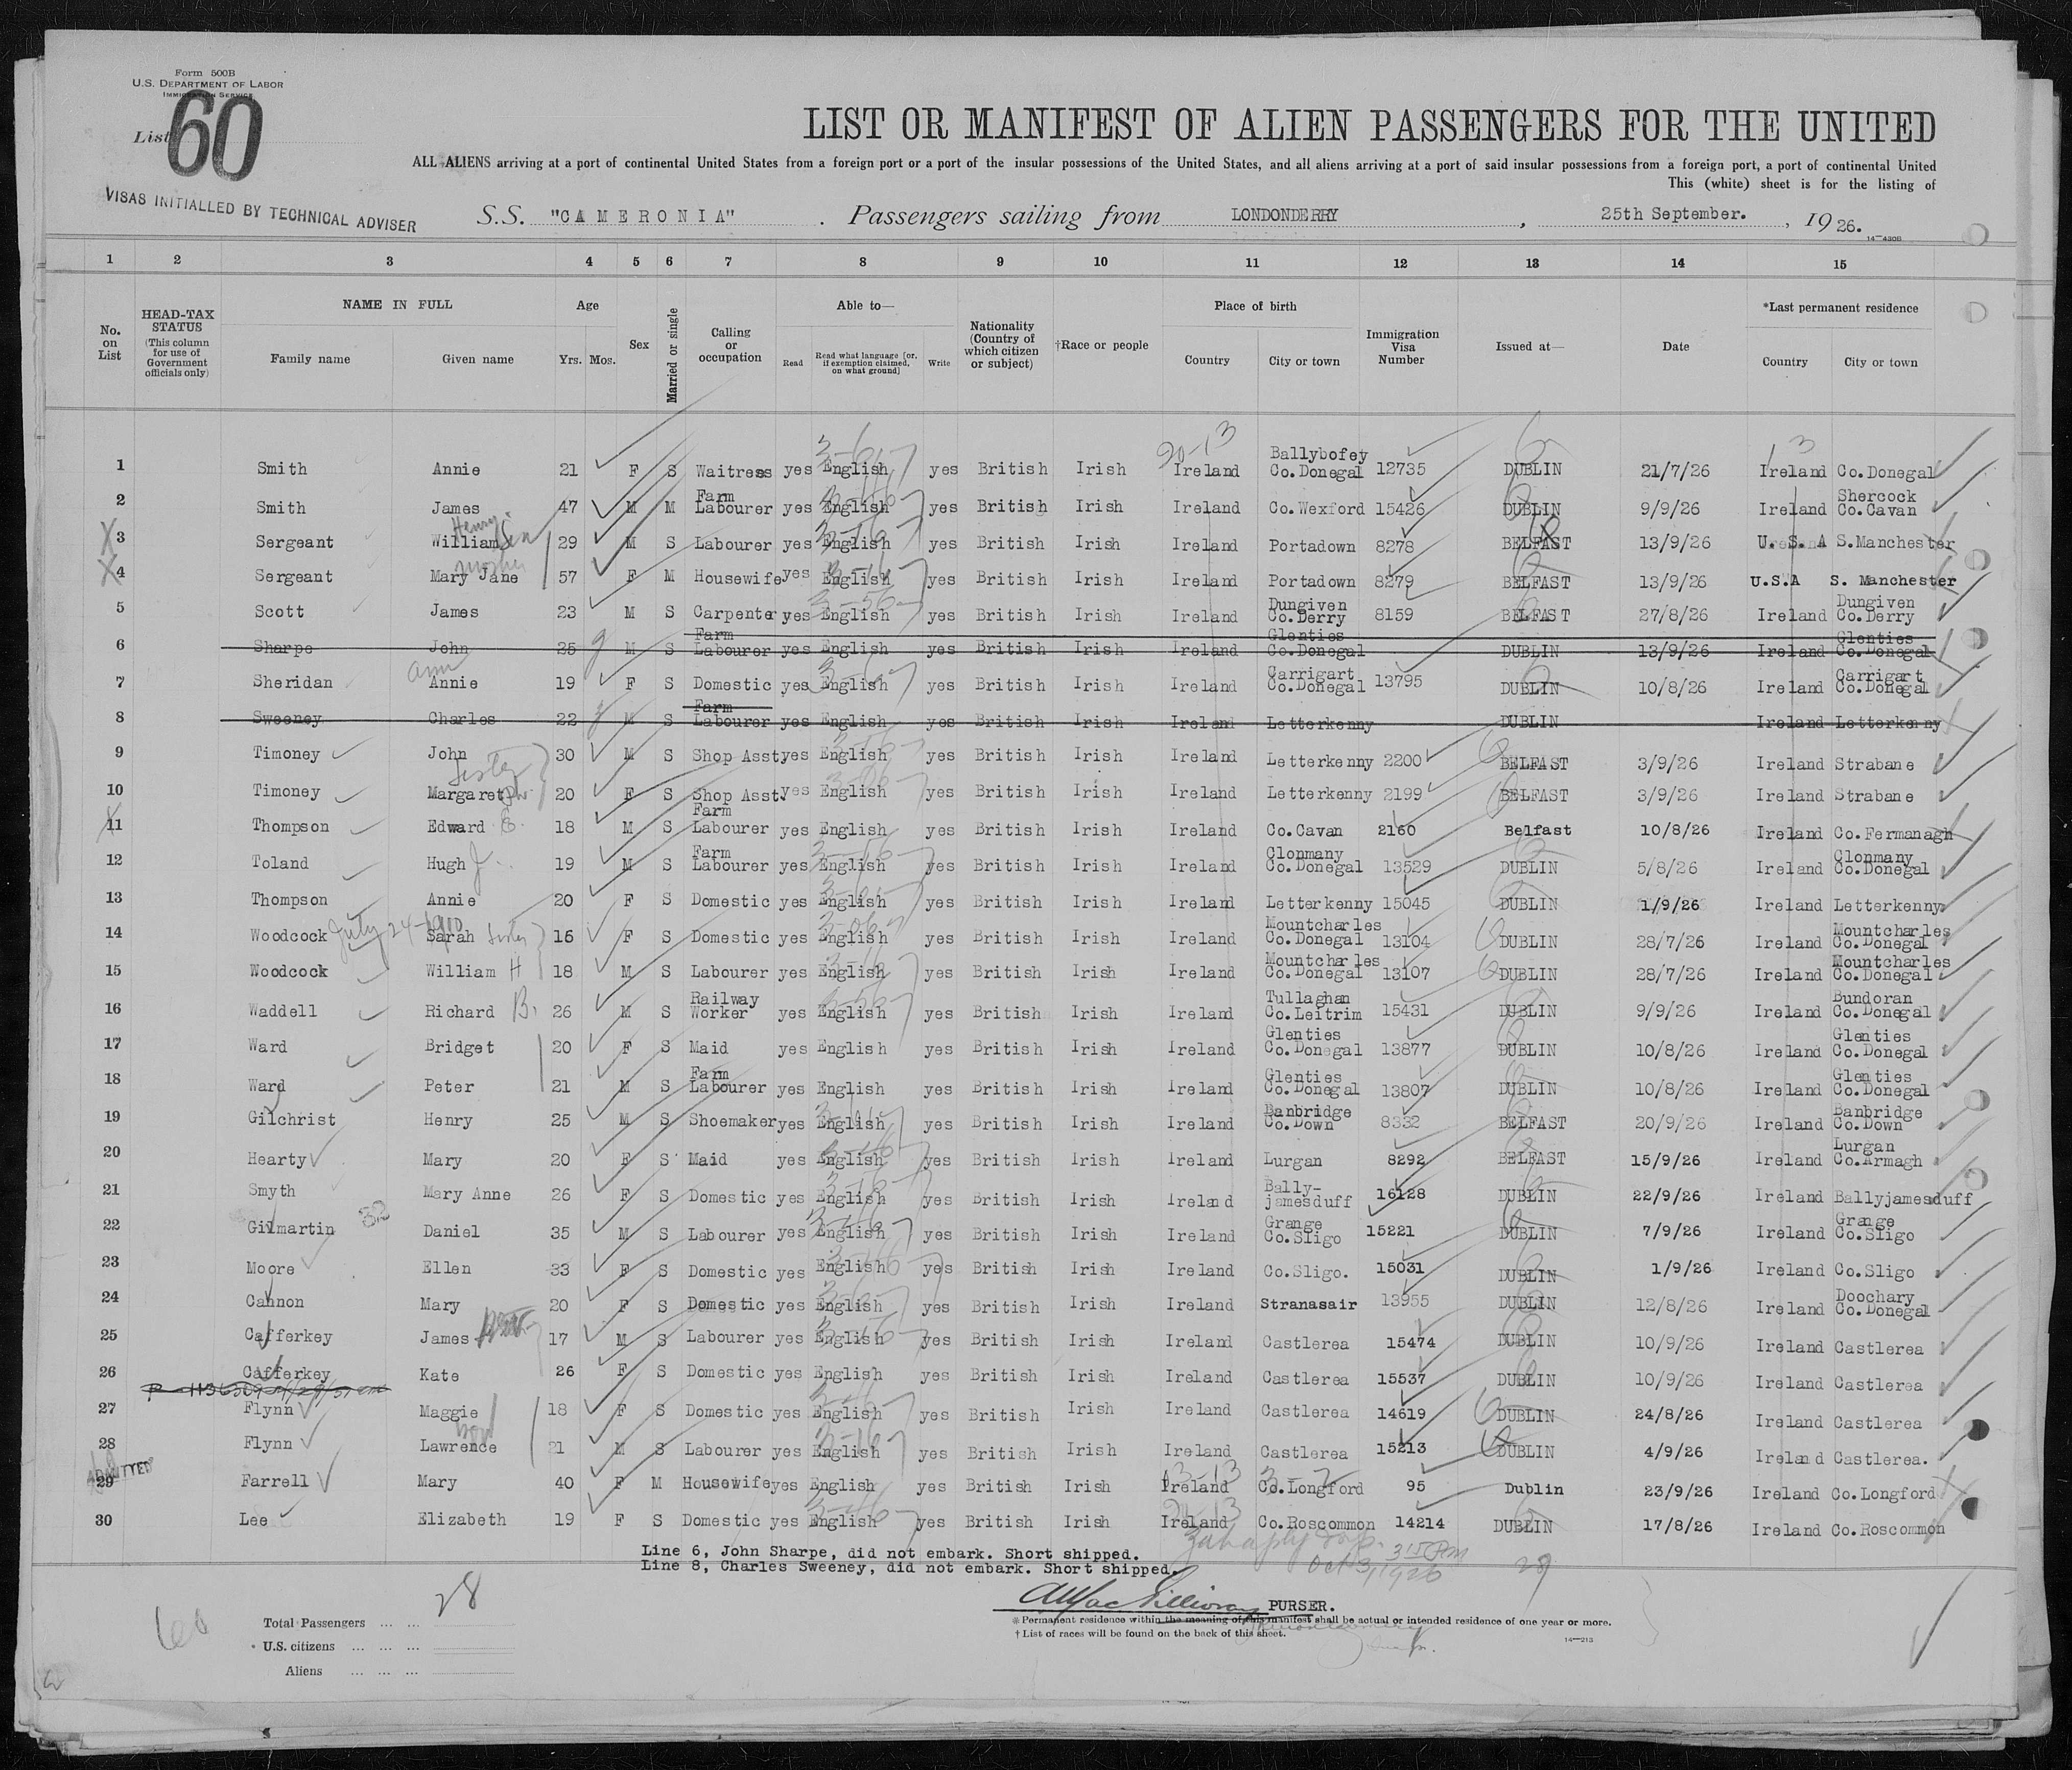 Form 500B
U.S. DEPARTMENT OF LABOR
IMMIGRATION SERVICE
List 60
VISAS INITIALLED BY TECHNICAL ADVISER
LIST OR MANIFEST OF ALIEN PASSENGERS FOR THE UNITED
ALL ALIENS arriving at a port of continental United States from a foreign port or a port of the insular possessions of the United States, and all aliens arriving at a port of said insular possessions from a foreign port, a port of continental United
This (white) sheet is for the listing of
S.S. "CAMERONIA". Passengers sailing from LONDONDERRY, 25th September., 1926.
14—4306
1 2 3 4 5 6 7 8 9 10 11 12 13 14 15
No. on List
HEAD-TAX STATUS (This column for use of Government officials only)
NAME IN FULL
Family name
Given name
Age
Yrs. Mos.
Sex
Married or single
Calling or occupation
Able to—
Read
Read what language [or, if exemption claimed, on what ground]
Write
Nationality (Country of which citizen or subject)
†Race or people
Place of birth
Country
City or town
Immigration Visa Number
Issued at—
Date
*Last permanent residence
Country
City or town
20-13
1 Smith Annie 21 F S Waitress yes English yes British Irish Ireland Ballybofey Co.Donegal 12735 DUBLIN 21/7/26 Ireland Co.Donegal
2 Smith James 47 M M Farm Labourer yes English yes British Irish Ireland Co.Wexford 15426 DUBLIN 9/9/26 Ireland Shercock Co.Cavan
Henry
X 3 Sergeant William 29 M S Labourer yes English yes British Irish Ireland Portadown 8278 BELFAST 13/9/26 U. S. A S.Manchester
mother
X 4 Sergeant Mary Jane 57 F M Housewife yes English yes British Irish Ireland Portadown 8279 BELFAST 13/9/26 U.S.A S. Manchester
5 Scott James 23 M S Carpenter yes English yes British Irish Ireland Dungiven Co.Derry 8159 BELFAST 27/8/26 Ireland Dungiven Co.Derry
6 Sharpe John 25 M S Farm Labourer yes English yes British Irish Ireland Glenties Co.Donegal DUBLIN 13/9/26 Ireland Glenties Co.Donegal
ann
7 Sheridan Annie 19 F S Domestic yes English yes British Irish Ireland Carrigart Co.Donegal 13795 DUBLIN 10/8/26 Ireland Carrigart Co.Donegal
8 Sweeney Charles 22 M S Farm Labourer yes English yes British Irish Ireland Letterkenny DUBLIN Ireland Letterkenny
9 Timoney John 30 M S Shop Asst yes English yes British Irish Ireland Letterkenny 2200 BELFAST 3/9/26 Ireland Strabane
Sister
10 Timoney Margaret 20 F S Shop Asst. yes English yes British Irish Ireland Letterkenny 2199 BELFAST 3/9/26 Ireland Strabane
11 Thompson Edward E. 18 M S Farm Labourer yes English yes British Irish Ireland Co.Cavan 2160 Belfast 10/8/26 Ireland Co.Fermanagh
12 Toland Hugh J. 19 M S Farm Labourer yes English yes British Irish Ireland Clonmany Co.Donegal 13529 DUBLIN 5/8/26 Ireland Clonmany Co.Donegal
13 Thompson Annie 20 F S Domestic yes English yes British Irish Ireland Letterkenny 15045 DUBLIN 1/9/26 Ireland Letterkenny
July 24-1910
14 Woodcock Sarah Sister 16 F S Domestic yes English yes British Irish Ireland Mountcharles Co.Donegal 13104 DUBLIN 28/7/26 Ireland Mountcharles Co.Donegal
15 Woodcock William H 18 M S Labourer yes English yes British Irish Ireland Mountcharles Co.Donegal 13107 DUBLIN 28/7/26 Ireland Mountcharles Co.Donegal
16 Waddell Richard B. 26 M S Railway Worker yes English yes British Irish Ireland Tullaghan Co.Leitrim 15431 DUBLIN 9/9/26 Ireland Bundoran Co.Donegal
17 Ward Bridget 20 F S Maid yes English yes British Irish Ireland Glenties Co.Donegal 13877 DUBLIN 10/8/26 Ireland Glenties Co.Donegal
18 Ward Peter 21 M S Farm Labourer yes English yes British Irish Ireland Glenties Co.Donegal 13807 DUBLIN 10/8/26 Ireland Glenties Co.Donegal
19 Gilchrist Henry 25 M S Shoemaker yes English yes British Irish Ireland Banbridge Co.Down 8332 BELFAST 20/9/26 Ireland Banbridge Co.Down
20 Hearty Mary 20 F S Maid yes English yes British Irish Ireland Lurgan 8292 BELFAST 15/9/26 Ireland Lurgan Co.Armagh
21 Smyth Mary Anne 26 F S Domestic yes English yes British Irish Ireland Bally-jamesduff 16128 DUBLIN 22/9/26 Ireland Ballyjamesduff
22 Gilmartin 32 Daniel 35 M S Labourer yes English yes British Irish Ireland Grange Co.Sligo 15221 DUBLIN 7/9/26 Ireland Grange Co.Sligo
23 Moore Ellen 33 F S Domestic yes English yes British Irish Ireland Co.Sligo. 15031 DUBLIN 1/9/26 Ireland Co.Sligo
24 Cannon Mary 20 F S Domestic yes English yes British Irish Ireland Stranasair 13955 DUBLIN 12/8/26 Ireland Doochary Co.Donegal
25 Cafferkey James 17 M S Labourer yes English yes British Irish Ireland Castlerea 15474 DUBLIN 10/9/26 Ireland Castlerea
26 Cafferkey Kate 26 F S Domestic yes English yes British Irish Ireland Castlerea 15537 DUBLIN 10/9/26 Ireland Castlerea
27 Flynn Maggie 18 F S Domestic yes English yes British Irish Ireland Castlerea 14619 DUBLIN 24/8/26 Ireland Castlerea
28 Flynn Lawrence 21 M S Labourer yes English yes British Irish Ireland Castlerea 15213 DUBLIN 4/9/26 Ireland Castlerea.
ADMITTED
29 Farrell Mary 40 F M Housewife yes English yes British Irish Ireland Co.Longford 95 Dublin 23/9/26 Ireland Co.Longford
30 Lee Elizabeth 19 F S Domestic yes English yes British Irish Ireland Co.Roscommon 14214 DUBLIN 17/8/26 Ireland Co.Roscommon
Line 6, John Sharpe, did not embark. Short shipped.
Line 8, Charles Sweeney, did not embark. Short shipped.
Oct 3, 1926
28
PURSER.
60
Total Passengers ... ...
U.S. citizens ... ... ...
Aliens ... ... ...
* Permanent residence within the meaning of this manifest shall be actual or intended residence of one year or more.
† List of races will be found on the back of this sheet.
14—213